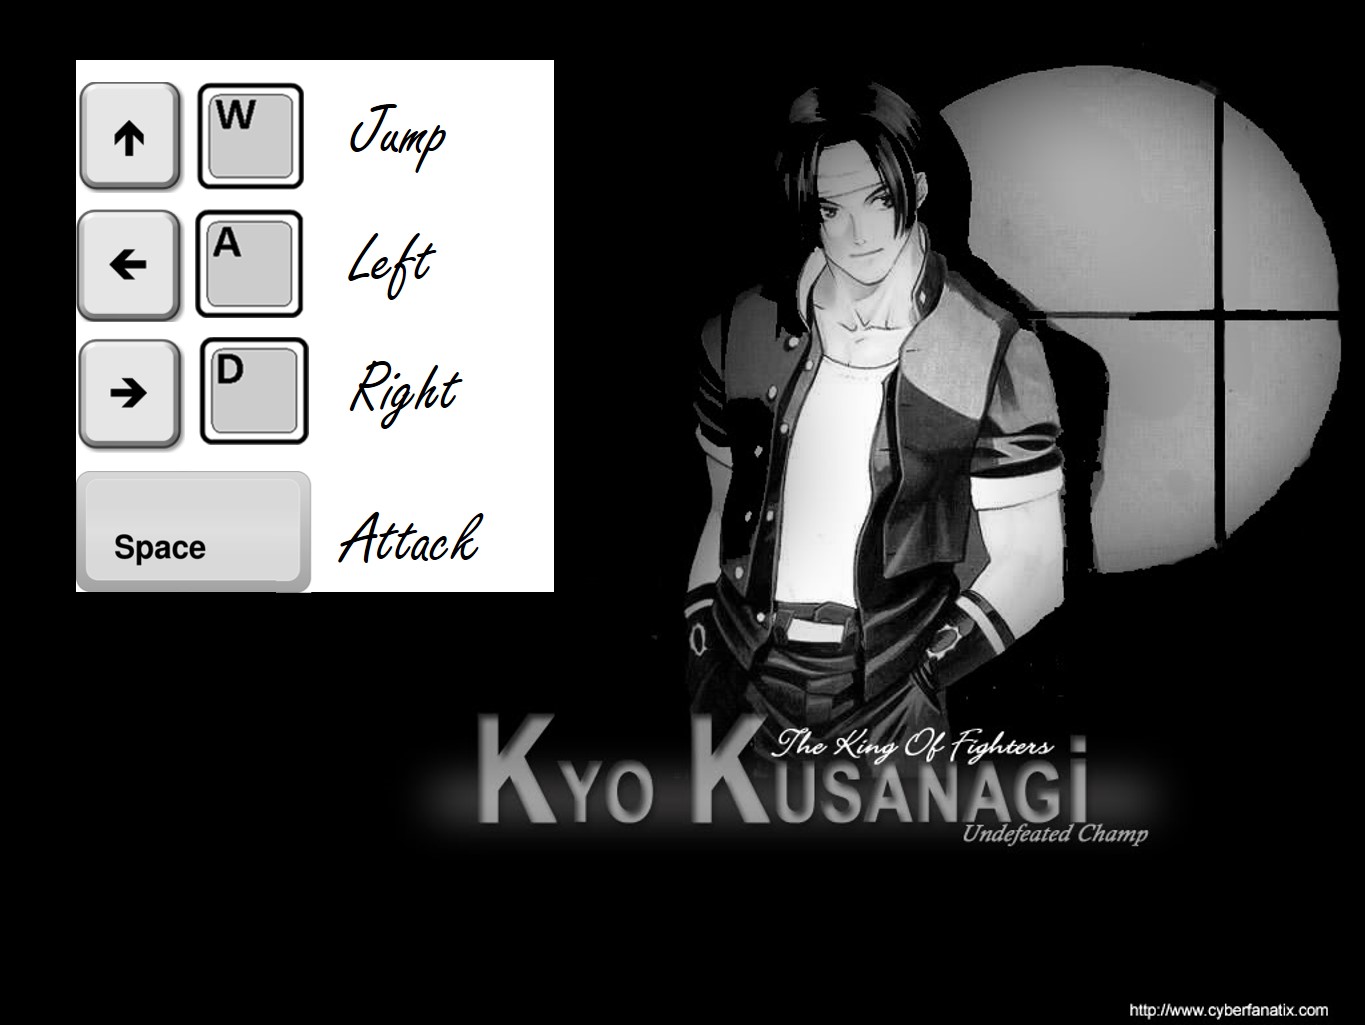 ↑ W Jump
← A Left
→ D Right
Space Attack
The King Of Fighters
Kyo Kusanagi
Undefeated Champ
http://www.cyberfanatix.com